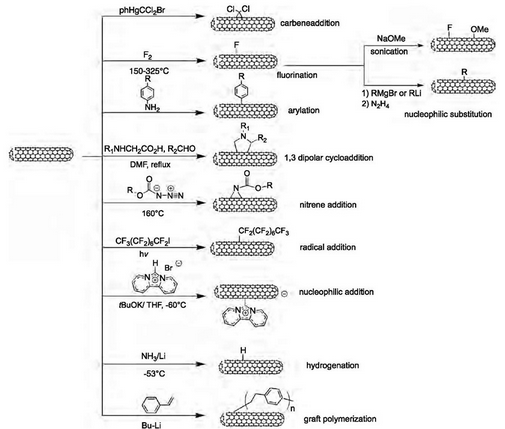 phHgCCl2Br
Cl Cl
carbeneaddition
F2
150-325°C
F
fluorination
NaOMe
sonication
F OMe
1) RMgBr or RLi
2) N2H4
R
nucleophilic substitution
R
NH2
R
arylation
R1NHCH2CO2H, R2CHO
DMF, reflux
R1
N R2
1,3 dipolar cycloaddition
O
R O N N N
160°C
O
N O R
nitrene addition
CF3(CF2)6CF2I
hν
CF2(CF2)6CF3
radical addition
H Br
N N
tBuOK/ THF, -60°C
N N
nucleophilic addition
NH3/Li
-53°C
H
hydrogenation
Bu-Li
n
graft polymerization